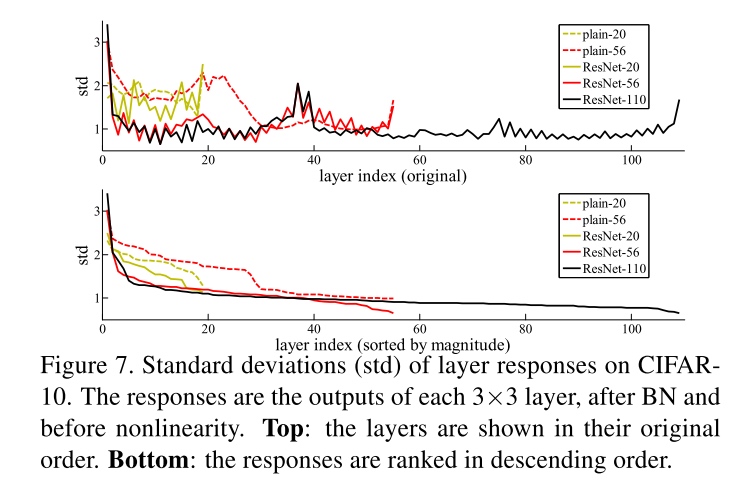 3
2
1
std
0 20 40 60 80 100
layer index (original)
plain-20
plain-56
ResNet-20
ResNet-56
ResNet-110
3
2
1
std
0 20 40 60 80 100
layer index (sorted by magnitude)
plain-20
plain-56
ResNet-20
ResNet-56
ResNet-110
Figure 7. Standard deviations (std) of layer responses on CIFAR-
10. The responses are the outputs of each 3×3 layer, after BN and
before nonlinearity. Top: the layers are shown in their original
order. Bottom: the responses are ranked in descending order.